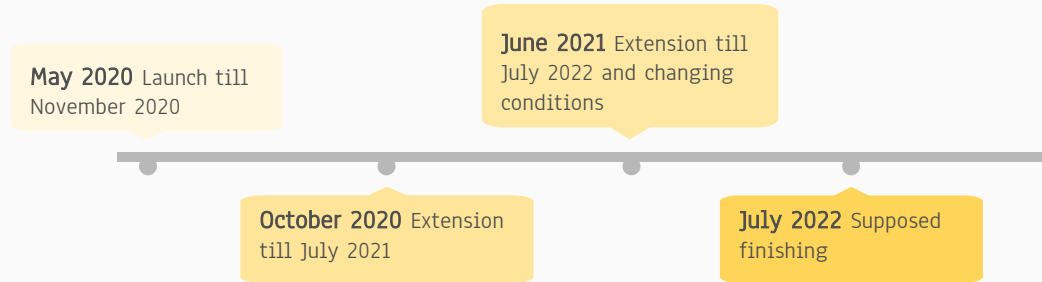 May 2020 Launch till
November 2020
October 2020 Extension
till July 2021
June 2021 Extension till
July 2022 and changing
conditions
July 2022 Supposed
finishing